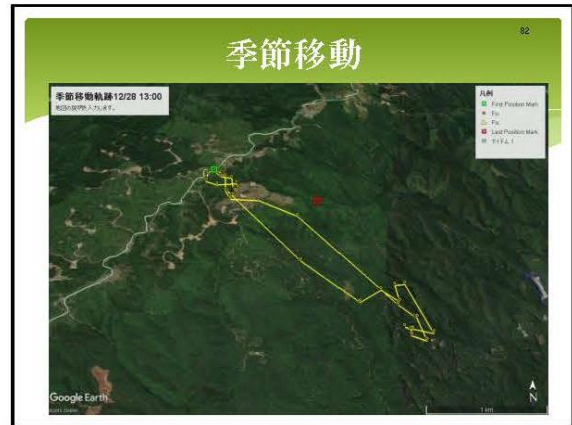 82
季節移動
季節移動軌跡12/28 13:00
地図の説明を入力します。
凡例
First Position Mark
Fix
Fix
Last Position Mark
Google Earth
N
1 km